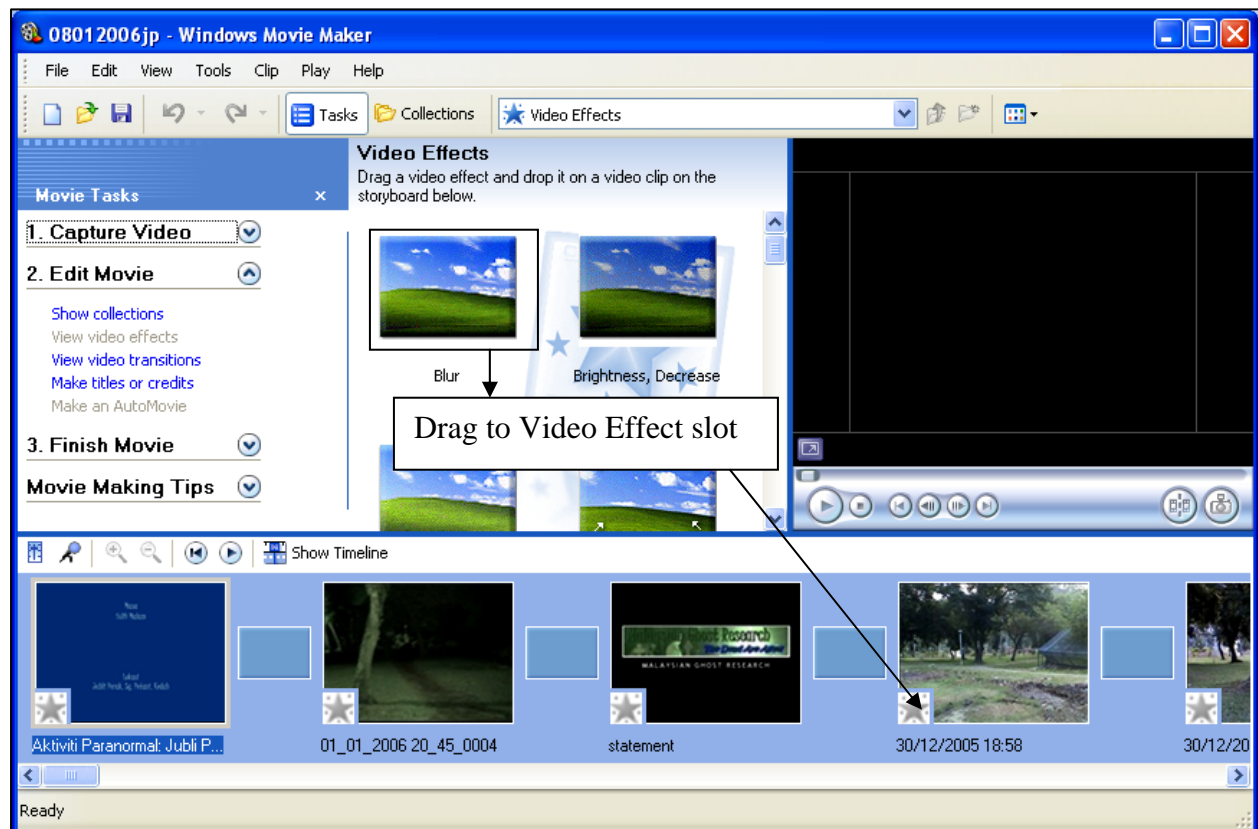 08012006jp - Windows Movie Maker
File Edit View Tools Clip Play Help
Tasks Collections Video Effects
Movie Tasks x
Video Effects
Drag a video effect and drop it on a video clip on the
storyboard below.
1. Capture Video
2. Edit Movie
Show collections
View video effects
View video transitions
Make titles or credits
Make an AutoMovie
3. Finish Movie
Movie Making Tips
Blur
Brightness, Decrease
Drag to Video Effect slot
Show Timeline
Ghost Research
MALAYSIAN GHOST RESEARCH
Aktiviti Paranormal: Jubli P...
01_01_2006 20_45_0004
statement
30/12/2005 18:58
30/12/20
Ready